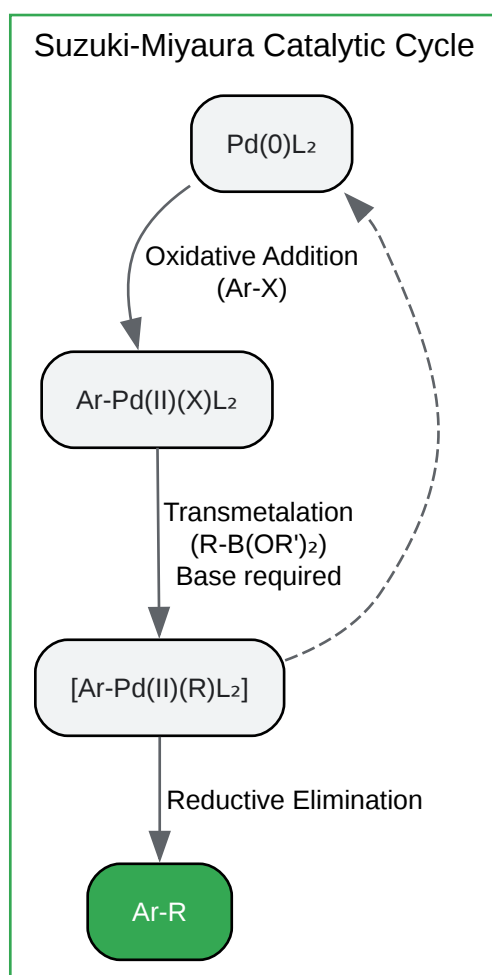 Suzuki-Miyaura Catalytic Cycle
Pd(0)L₂
Oxidative Addition
(Ar-X)
Ar-Pd(II)(X)L₂
Transmetalation
(R-B(OR')₂)
Base required
[Ar-Pd(II)(R)L₂]
Reductive Elimination
Ar-R